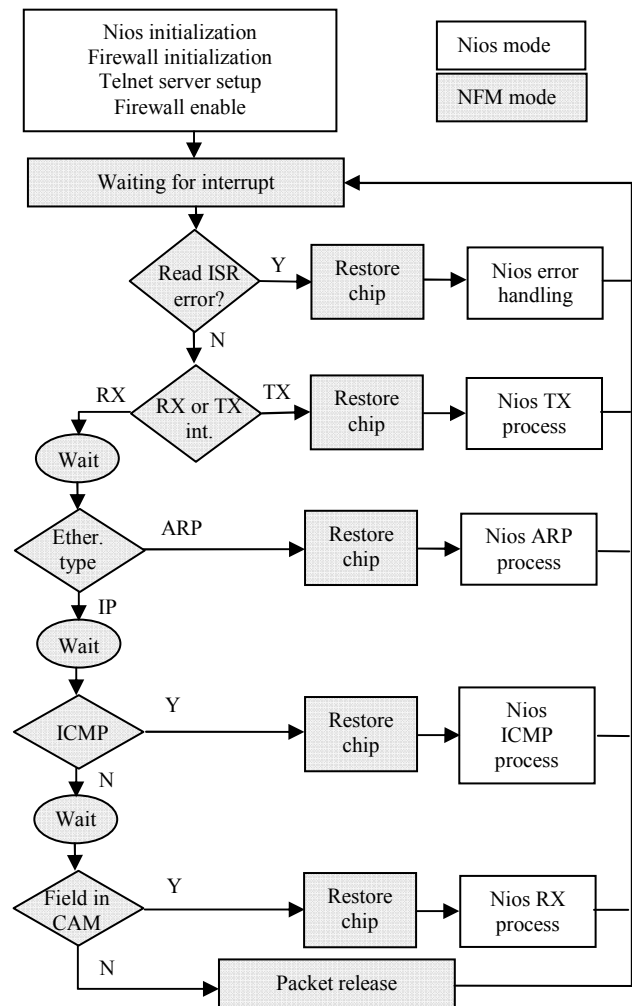 Nios initialization
Firewall initialization
Telnet server setup
Firewall enable
Nios mode
NFM mode
Waiting for interrupt
Read ISR
error?
Y
Restore
chip
Nios error
handling
N
RX
RX or TX
int.
TX
Restore
chip
Nios TX
process
Wait
Ether.
type
ARP
Restore
chip
Nios ARP
process
IP
Wait
ICMP
Y
Restore
chip
Nios
ICMP
process
N
Wait
Field in
CAM
Y
Restore
chip
Nios RX
process
N
Packet release